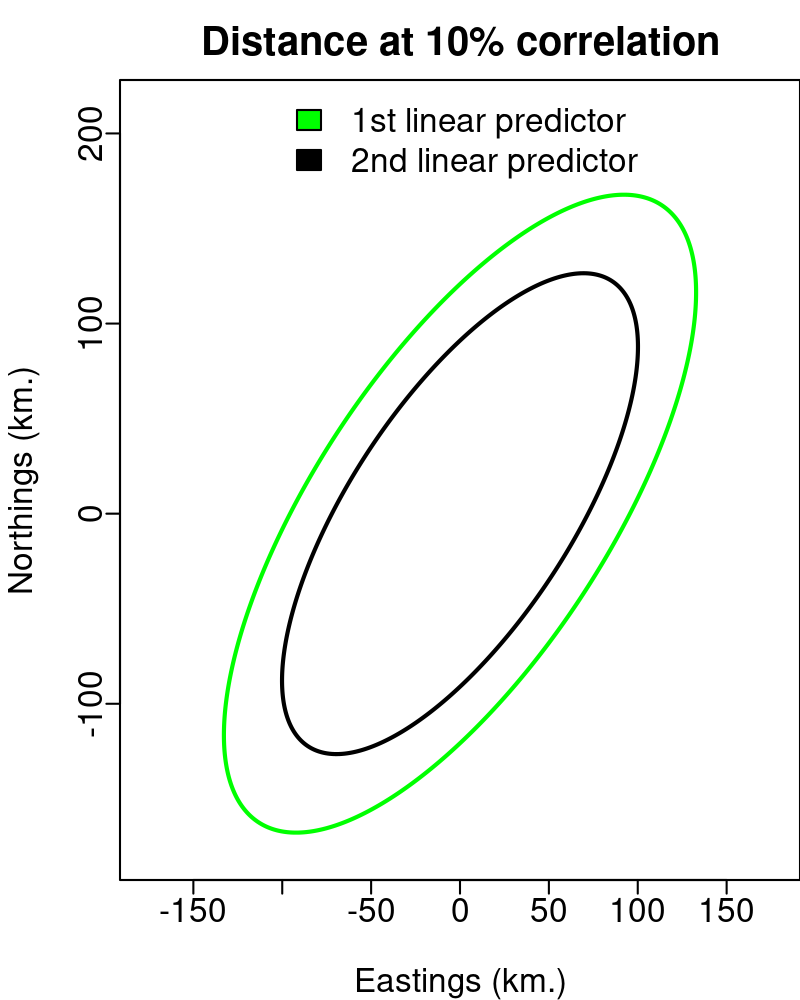 Distance at 10% correlation
1st linear predictor
2nd linear predictor
200
100
0
-100
Northings (km.)
-150
-50
0
50
100
150
Eastings (km.)